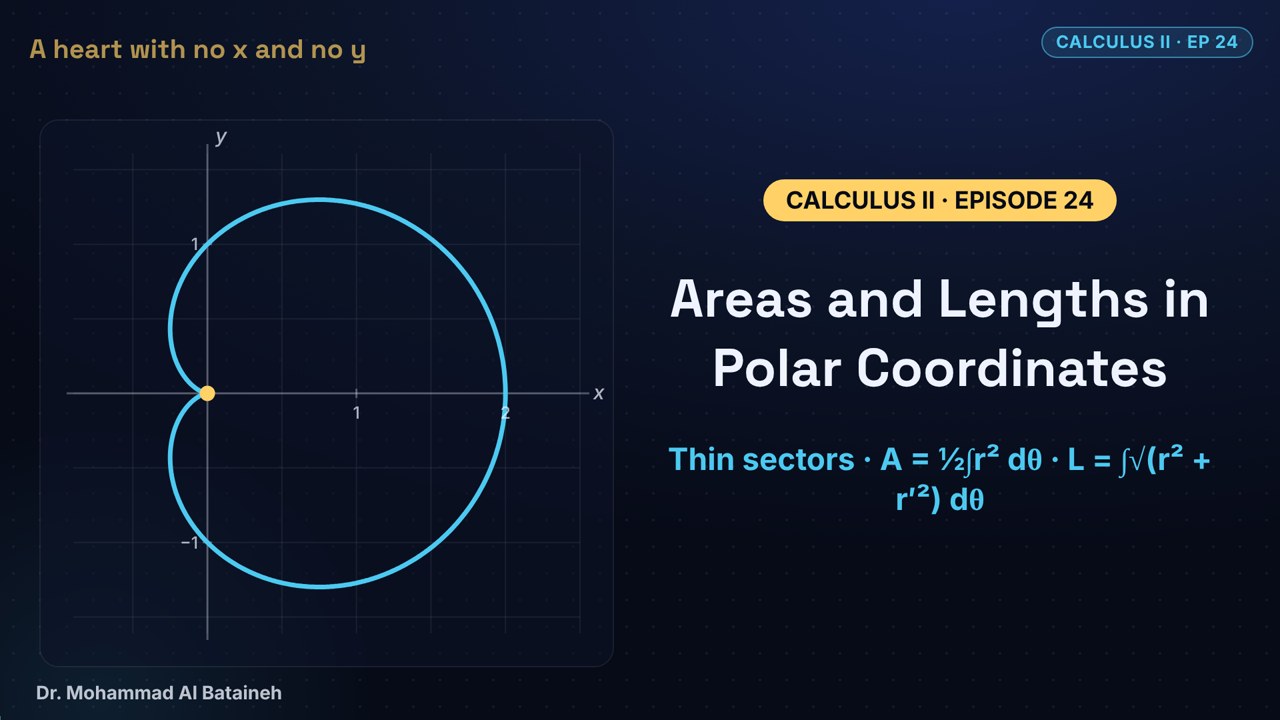 A heart with no x and no y
CALCULUS II · EP 24
y
1
x
1
2
−1
CALCULUS II · EPISODE 24
Areas and Lengths in
Polar Coordinates
Thin sectors · A = ½∫r² dθ · L = ∫√(r² +
r′²) dθ
Dr. Mohammad Al Bataineh